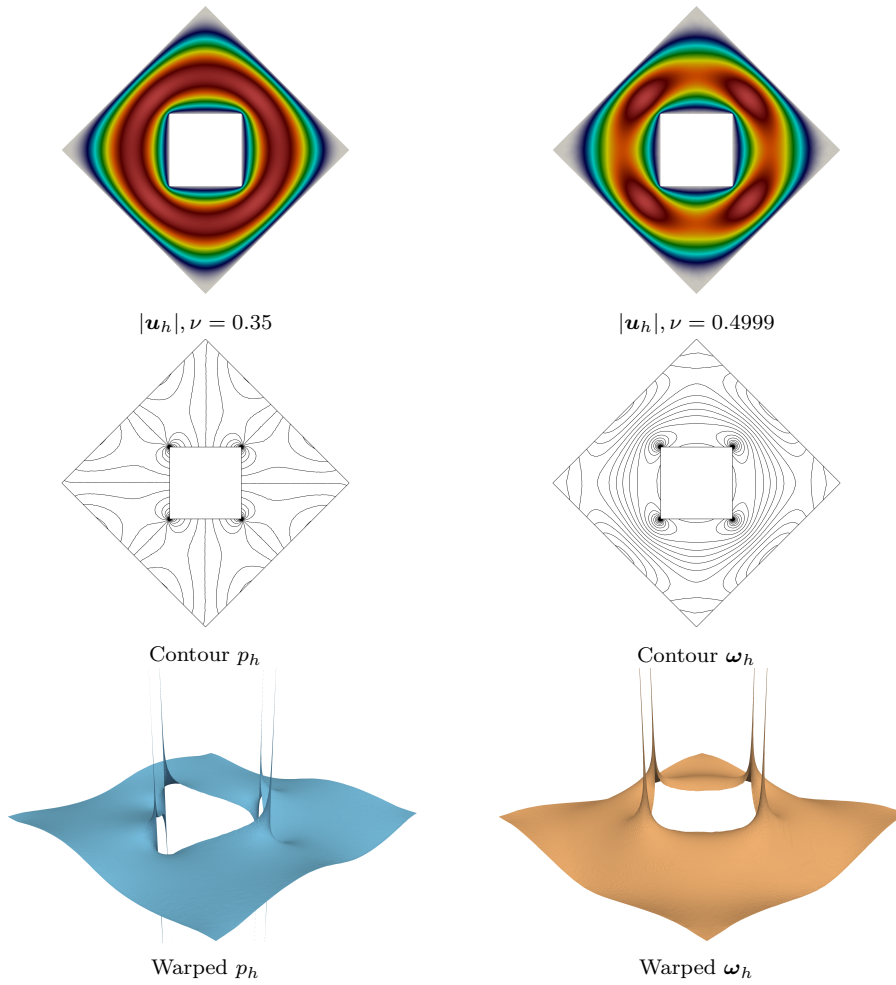 |𝒖ₕ|, ν = 0.35
|𝒖ₕ|, ν = 0.4999
Contour pₕ
Contour 𝝎ₕ
Warped pₕ
Warped 𝝎ₕ